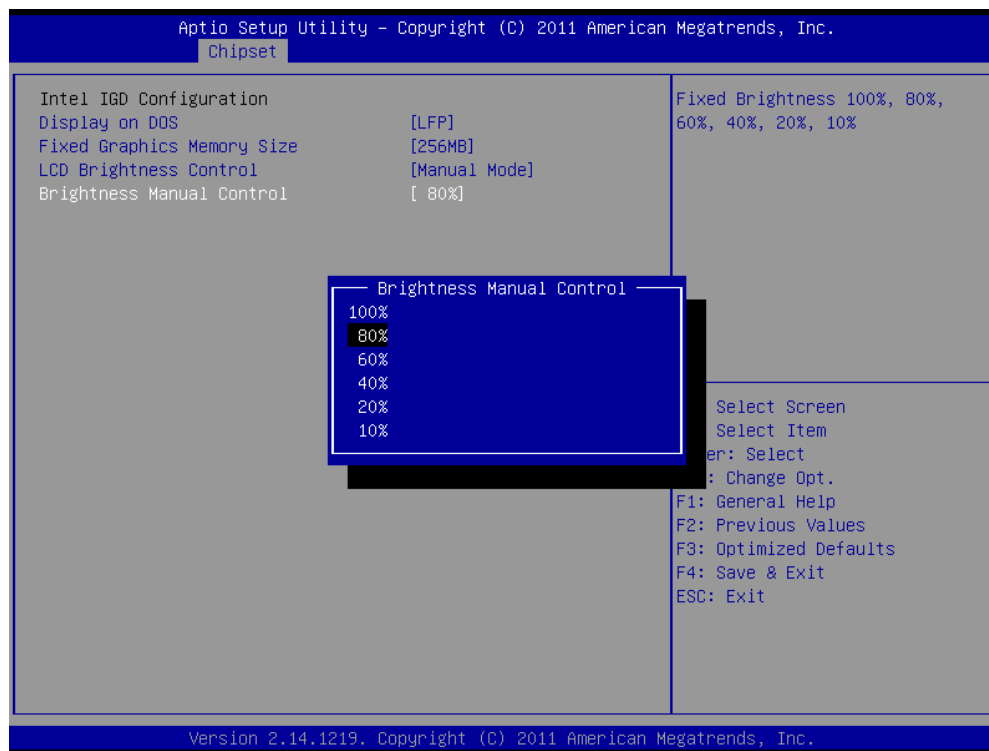 Aptio Setup Utility – Copyright (C) 2011 American Megatrends, Inc.
Chipset
Intel IGD Configuration
Display on DOS [LFP]
Fixed Graphics Memory Size [256MB]
LCD Brightness Control [Manual Mode]
Brightness Manual Control [ 80%]
Fixed Brightness 100%, 80%,
60%, 40%, 20%, 10%
Brightness Manual Control
100%
80%
60%
40%
20%
10%
Select Screen
Select Item
er: Select
: Change Opt.
F1: General Help
F2: Previous Values
F3: Optimized Defaults
F4: Save & Exit
ESC: Exit
Version 2.14.1219. Copyright (C) 2011 American Megatrends, Inc.